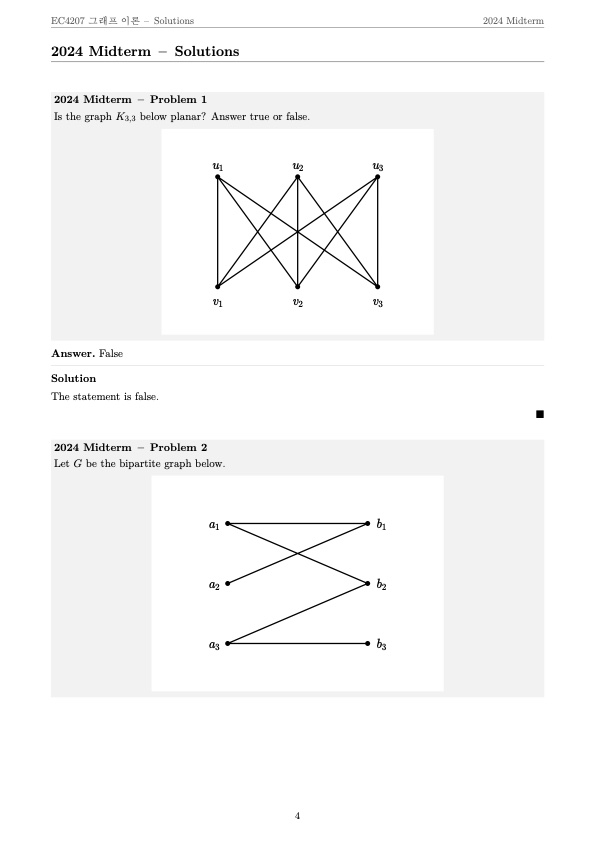 EC4207 그래프 이론 – Solutions 2024 Midterm
2024 Midterm – Solutions
2024 Midterm – Problem 1
Is the graph K₃,₃ below planar? Answer true or false.
u₁ u₂ u₃
v₁ v₂ v₃
Answer. False
Solution
The statement is false.
■
2024 Midterm – Problem 2
Let G be the bipartite graph below.
a₁ b₁
a₂ b₂
a₃ b₃
4